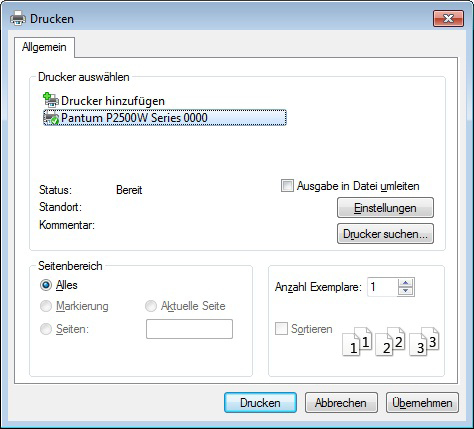 Drucken
Allgemein
Drucker auswählen
Drucker hinzufügen
Pantum P2500W Series 0000
Status: Bereit
Standort:
Kommentar:
Ausgabe in Datei umleiten
Einstellungen
Drucker suchen...
Seitenbereich
Alles
Markierung Aktuelle Seite
Seiten:
Anzahl Exemplare: 1
Sortieren
1 1 2 2 3 3
Drucken Abbrechen Übernehmen